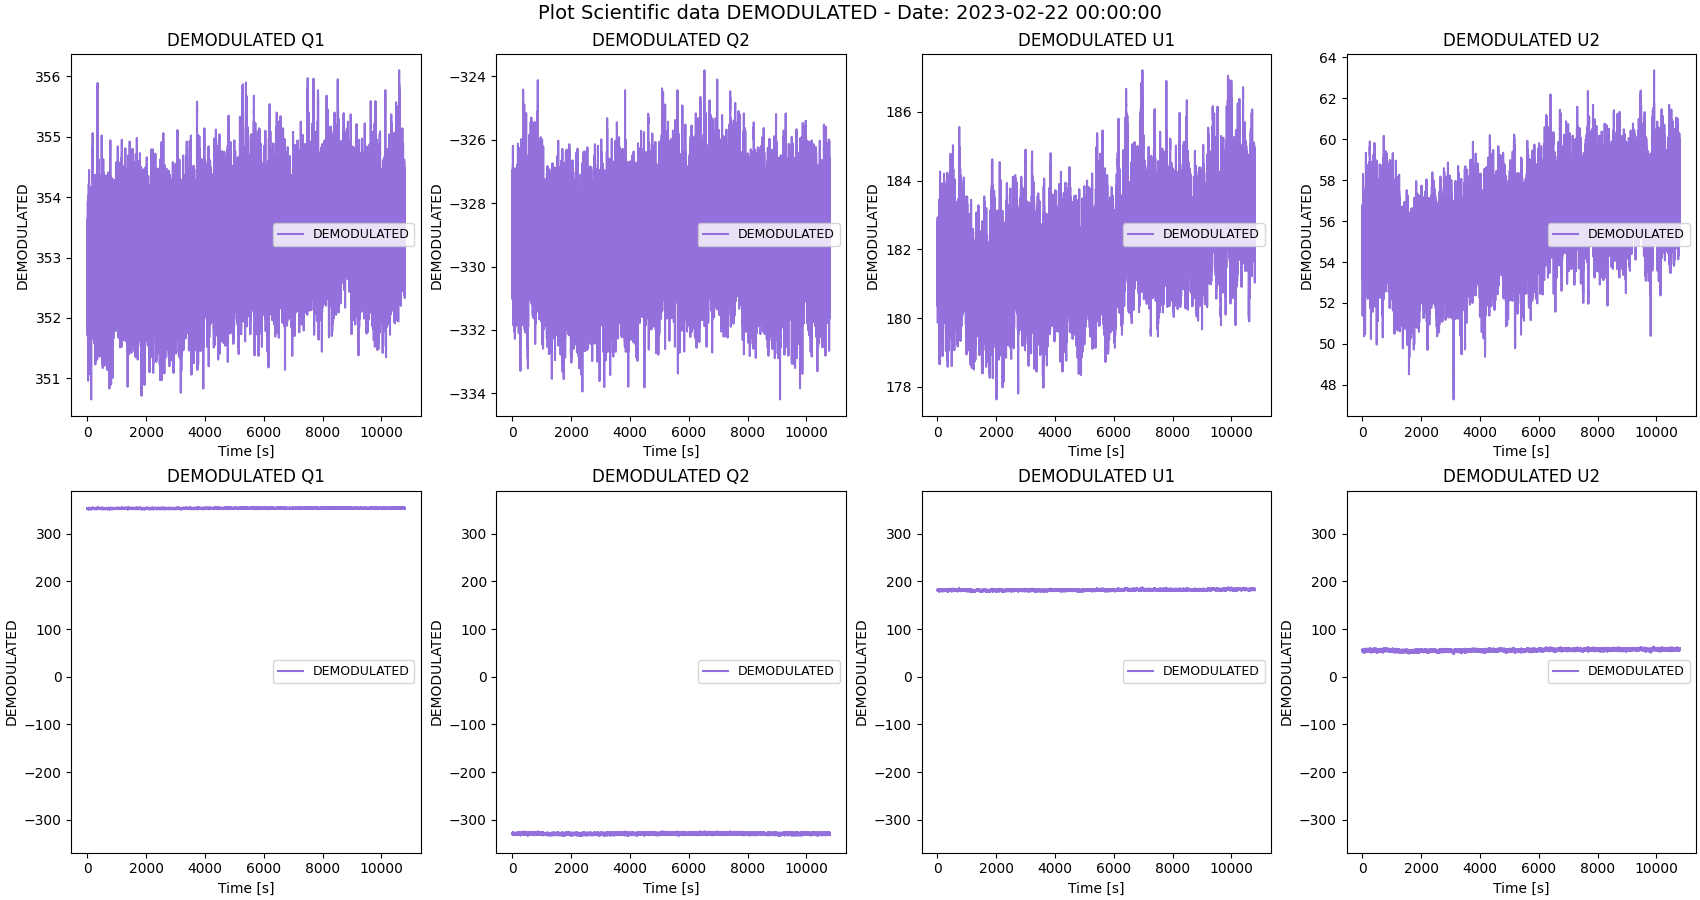 Plot Scientific data DEMODULATED - Date: 2023-02-22 00:00:00
DEMODULATED Q1
DEMODULATED
356
355
354
353
352
351
DEMODULATED
0 2000 4000 6000 8000 10000
Time [s]
DEMODULATED Q2
DEMODULATED
−324
−326
−328
−330
−332
−334
DEMODULATED
0 2000 4000 6000 8000 10000
Time [s]
DEMODULATED U1
DEMODULATED
186
184
182
180
178
DEMODULATED
0 2000 4000 6000 8000 10000
Time [s]
DEMODULATED U2
DEMODULATED
64
62
60
58
56
54
52
50
48
DEMODULATED
0 2000 4000 6000 8000 10000
Time [s]
DEMODULATED Q1
DEMODULATED
300
200
100
0
−100
−200
−300
DEMODULATED
0 2000 4000 6000 8000 10000
Time [s]
DEMODULATED Q2
DEMODULATED
300
200
100
0
−100
−200
−300
DEMODULATED
0 2000 4000 6000 8000 10000
Time [s]
DEMODULATED U1
DEMODULATED
300
200
100
0
−100
−200
−300
DEMODULATED
0 2000 4000 6000 8000 10000
Time [s]
DEMODULATED U2
DEMODULATED
300
200
100
0
−100
−200
−300
DEMODULATED
0 2000 4000 6000 8000 10000
Time [s]